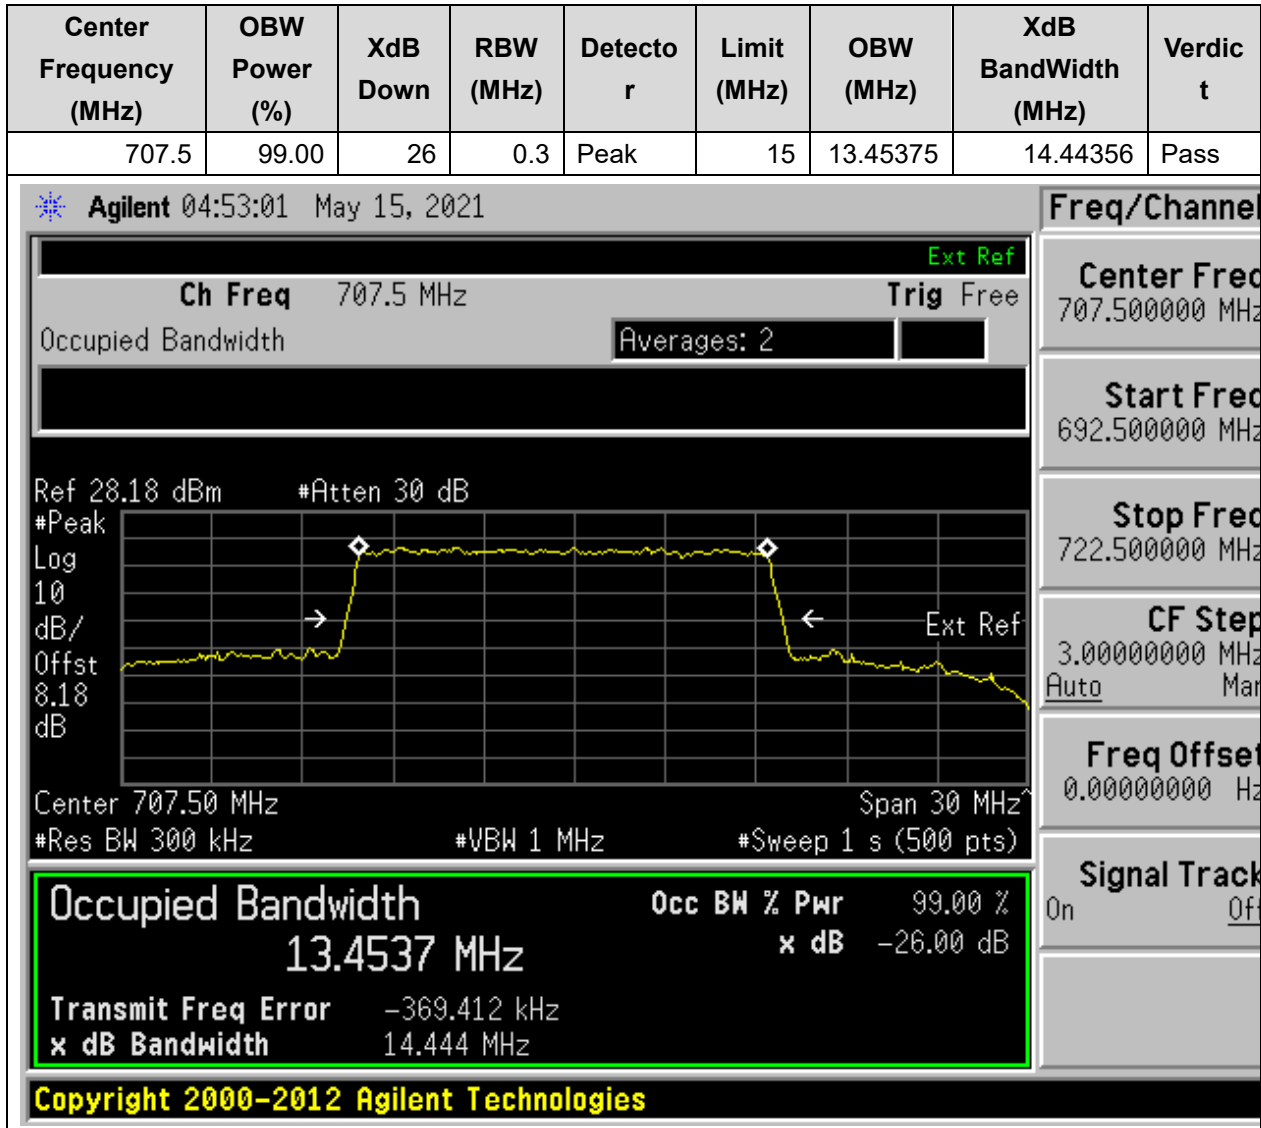 Center Frequency (MHz) OBW Power (%) XdB Down RBW (MHz) Detecto r Limit (MHz) OBW (MHz) XdB BandWidth (MHz) Verdic t
707.5 99.00 26 0.3 Peak 15 13.45375 14.44356 Pass
Agilent 04:53:01 May 15, 2021
Freq/Channel
Ext Ref
Ch Freq 707.5 MHz Trig Free
Occupied Bandwidth Averages: 2
Center Freq
707.500000 MHz
Start Freq
692.500000 MHz
Stop Freq
722.500000 MHz
CF Step
3.00000000 MHz
Auto Man
Freq Offset
0.00000000 Hz
Signal Track
On Off
Ref 28.18 dBm #Atten 30 dB
#Peak
Log
10
dB/
Offst
8.18
dB
Ext Ref
Center 707.50 MHz Span 30 MHz^
#Res BW 300 kHz #VBW 1 MHz #Sweep 1 s (500 pts)
Occupied Bandwidth
13.4537 MHz
Occ BW % Pwr 99.00 %
x dB -26.00 dB
Transmit Freq Error -369.412 kHz
x dB Bandwidth 14.444 MHz
Copyright 2000-2012 Agilent Technologies